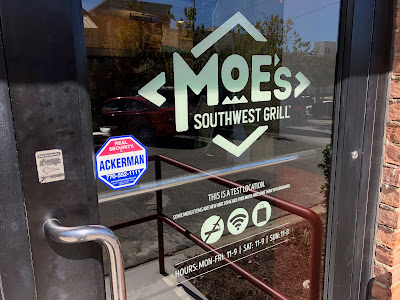 MOE'S
SOUTHWEST GRILL
REAL
SECURITY
ACKERMAN
THIS IS A TEST LOCATION.
HOURS: MON-FRI: 11-9 | SAT: 11-9 | SUN: 11-8